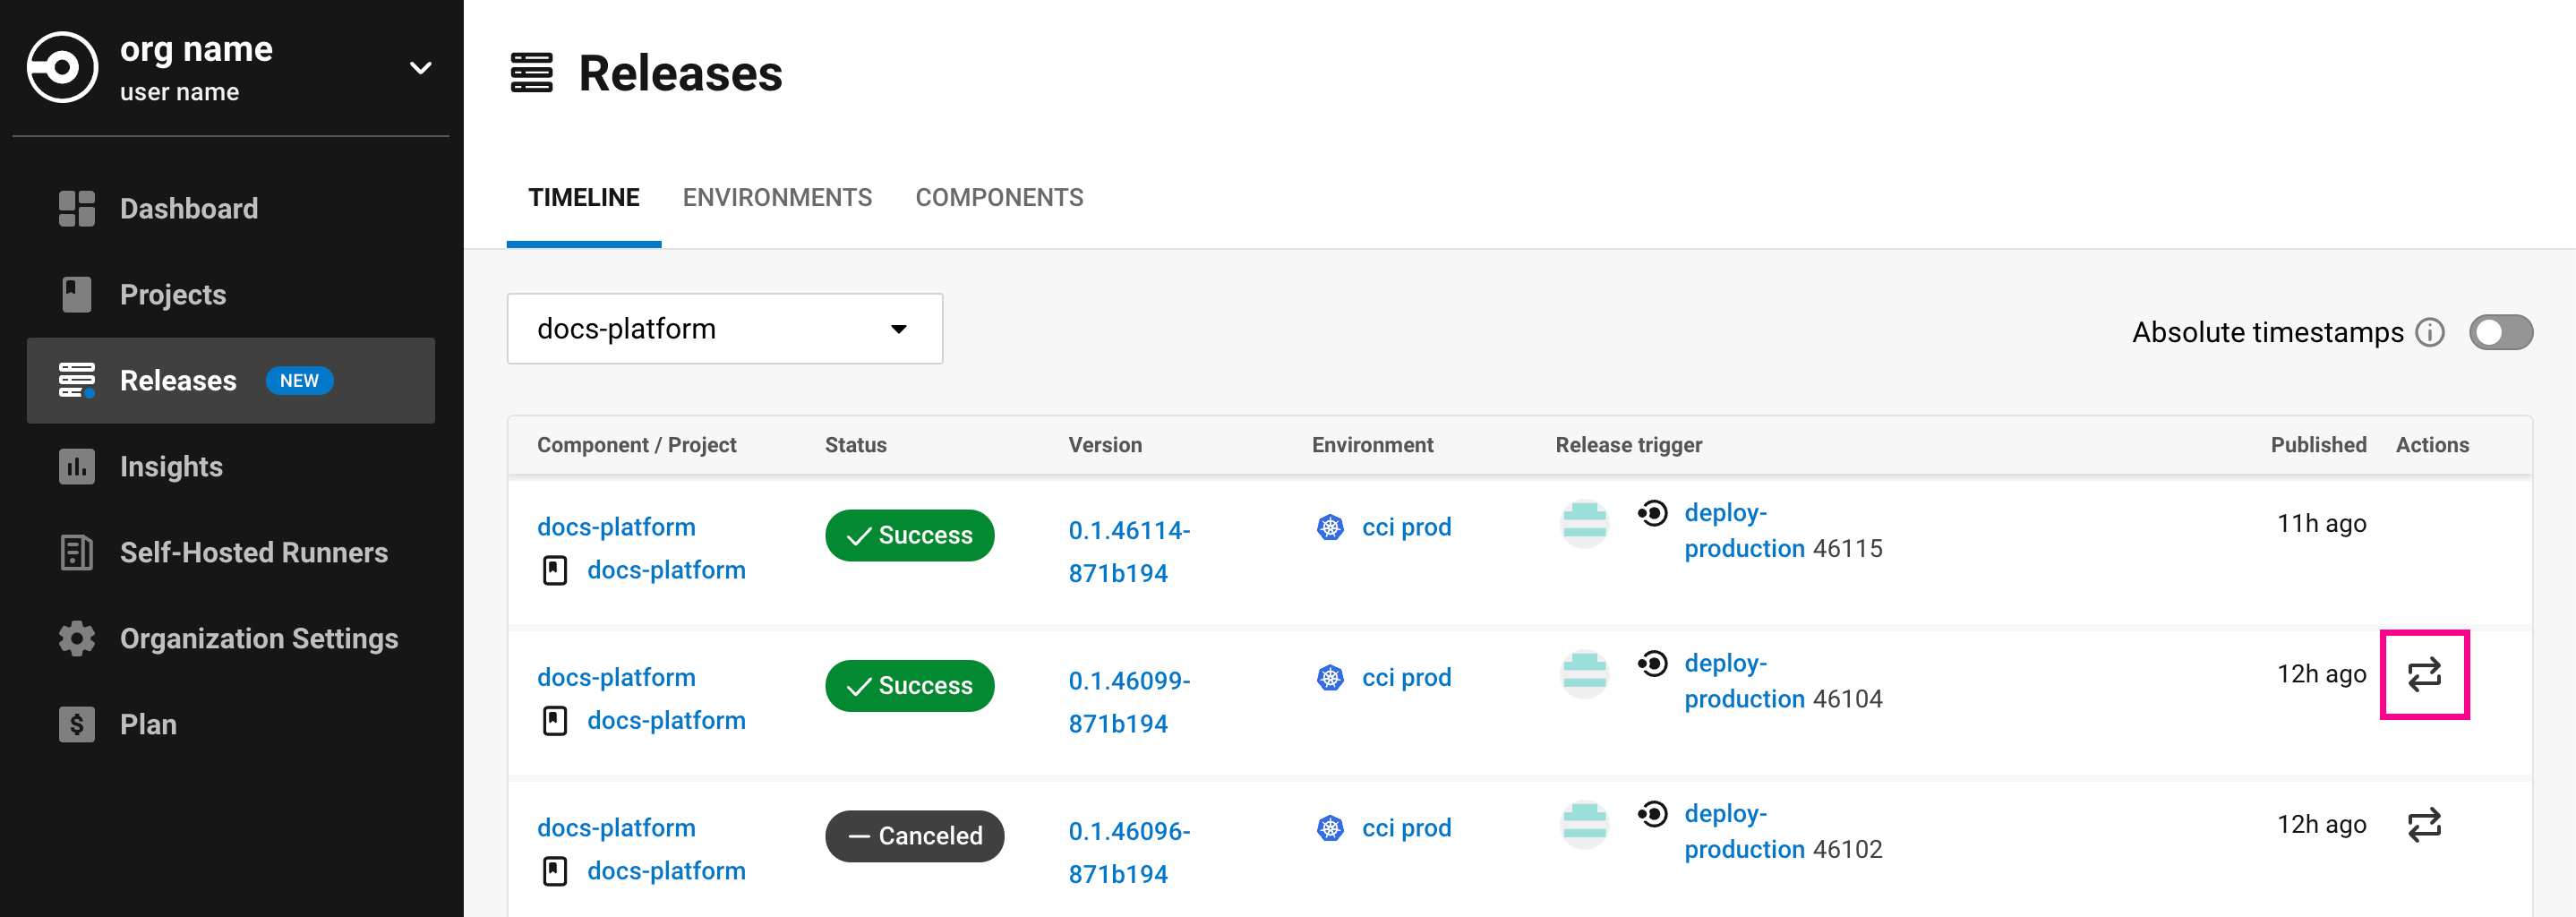 org name
user name
Dashboard
Projects
Releases NEW
Insights
Self-Hosted Runners
Organization Settings
Plan
Releases
TIMELINE ENVIRONMENTS COMPONENTS
docs-platform
Absolute timestamps
Component / Project Status Version Environment Release trigger Published Actions
docs-platform Success 0.1.46114- cci prod deploy- 11h ago
docs-platform 871b194 production 46115
docs-platform Success 0.1.46099- cci prod deploy- 12h ago
docs-platform 871b194 production 46104
docs-platform Canceled 0.1.46096- cci prod deploy- 12h ago
docs-platform 871b194 production 46102